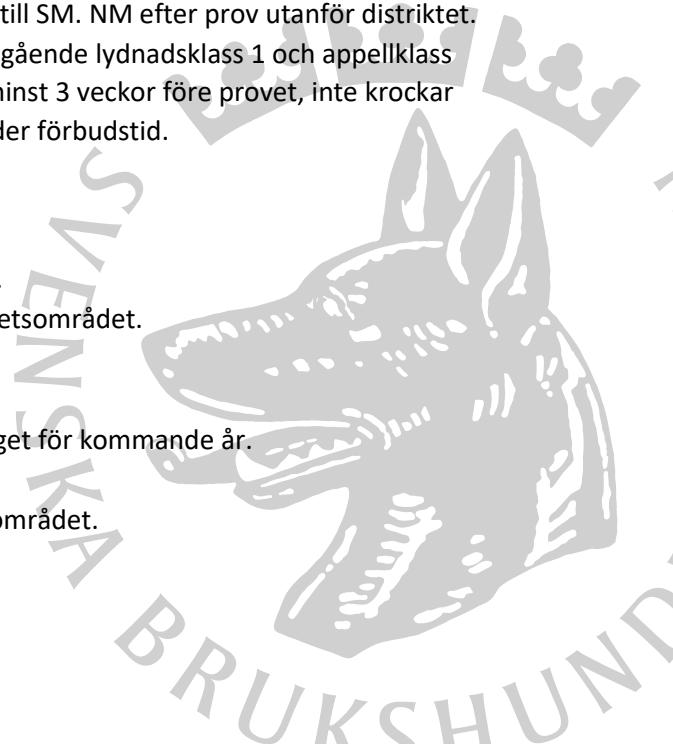 till SM. NM efter prov utanför distriktet.
gående lydnadsklass 1 och appellklass
inst 3 veckor före provet, inte krockar
der förbudstid.
etsområdet.
get för kommande år.
området.
SVENSKA BRUKSHUND